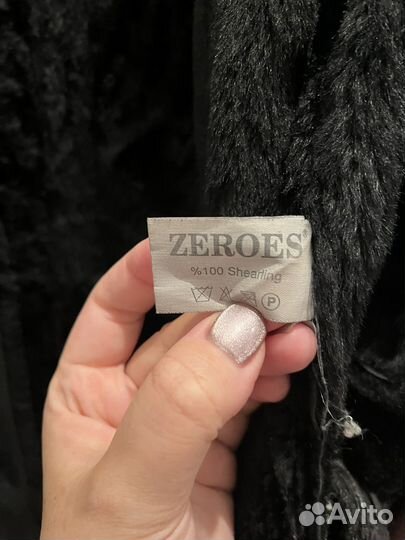 ZEROES®
%100 Shearling
P
Avito